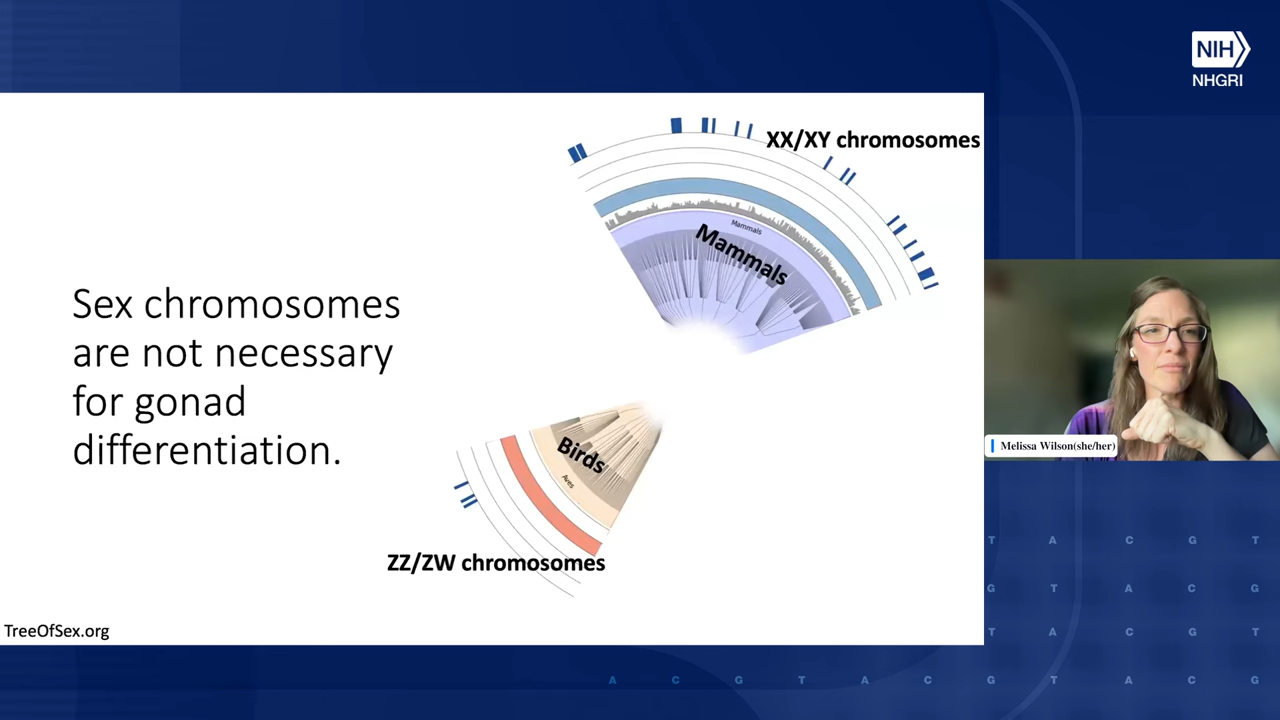 NIH
NHGRI
XX/XY chromosomes
Mammals
Mammals
Sex chromosomes
are not necessary
for gonad
differentiation.
Birds
Aves
ZZ/ZW chromosomes
TreeOfSex.org
Melissa Wilson(she/her)
T A C G T
G T A C G
T T A C G T
A C G T A C G T A C G